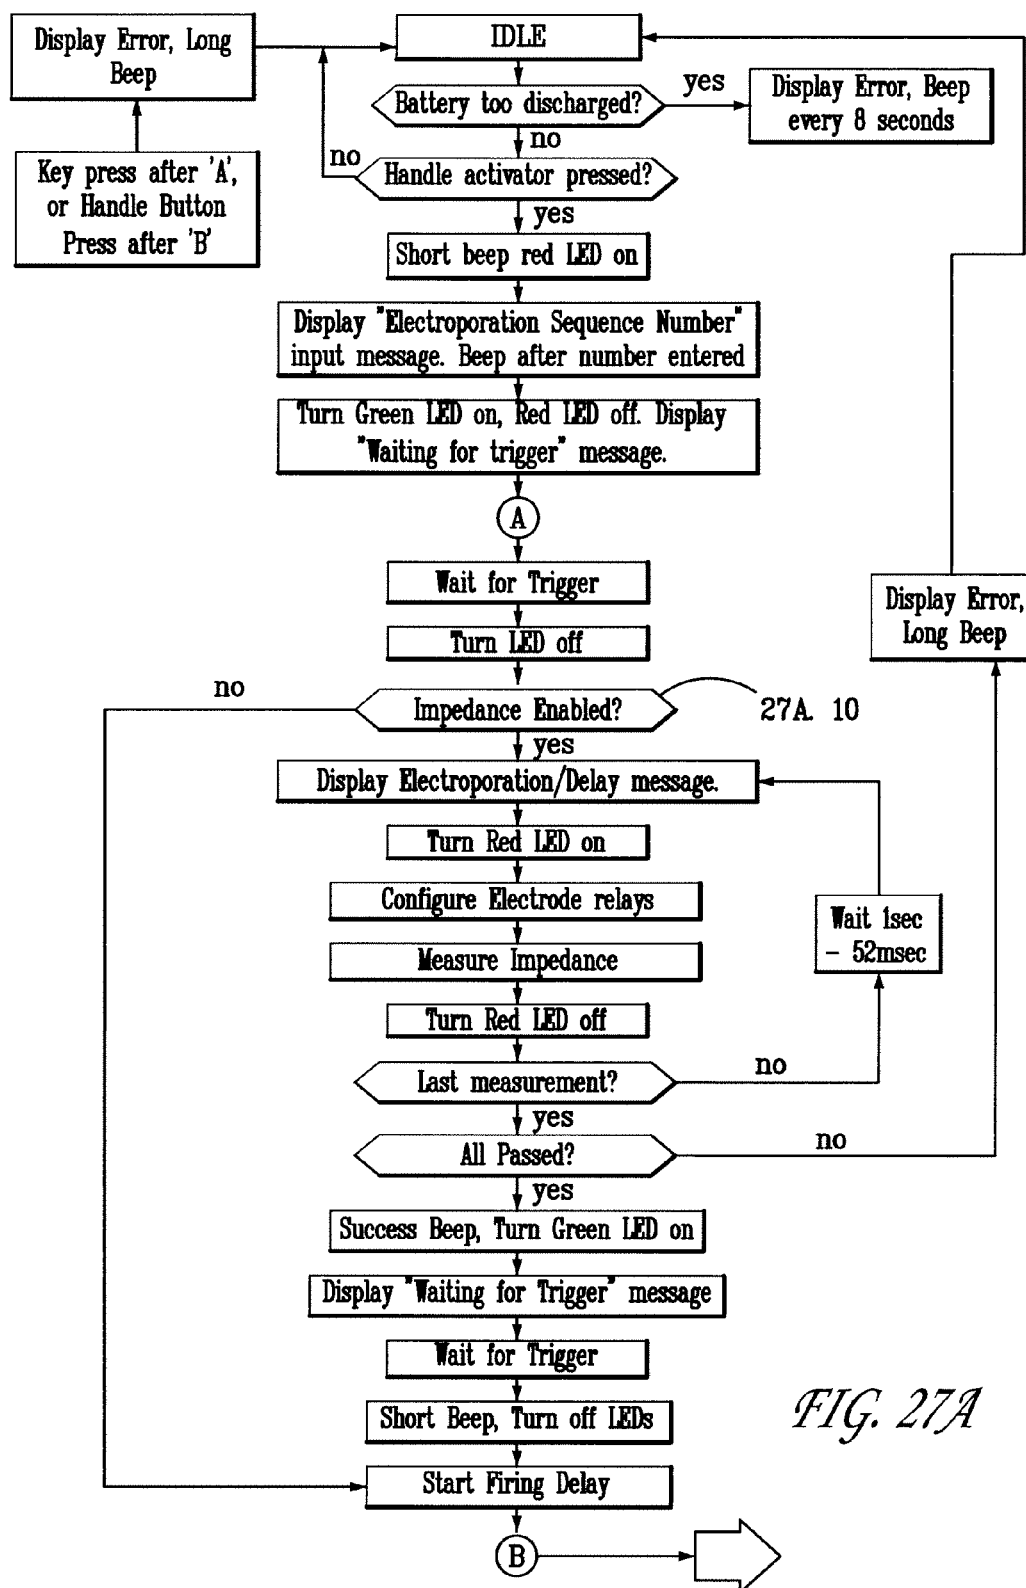 Display Error, Long
Beep
IDLE
Battery too discharged?
yes
Display Error, Beep
every 8 seconds
no
no
Handle activator pressed?
Key press after 'A',
or Handle Button
Press after 'B'
yes
Short beep red LED on
Display "Electroporation Sequence Number"
input message. Beep after number entered
Turn Green LED on, Red LED off. Display
"Waiting for trigger" message.
A
Wait for Trigger
Display Error,
Long Beep
Turn LED off
no
Impedance Enabled?
27A. 10
yes
Display Electroporation/Delay message.
Turn Red LED on
Configure Electrode relays
Wait 1sec
- 52msec
Measure Impedance
Turn Red LED off
Last measurement?
no
yes
All Passed?
no
yes
Success Beep, Turn Green LED on
Display "Waiting for Trigger" message
Wait for Trigger
Short Beep, Turn off LEDs
FIG. 27A
Start Firing Delay
B